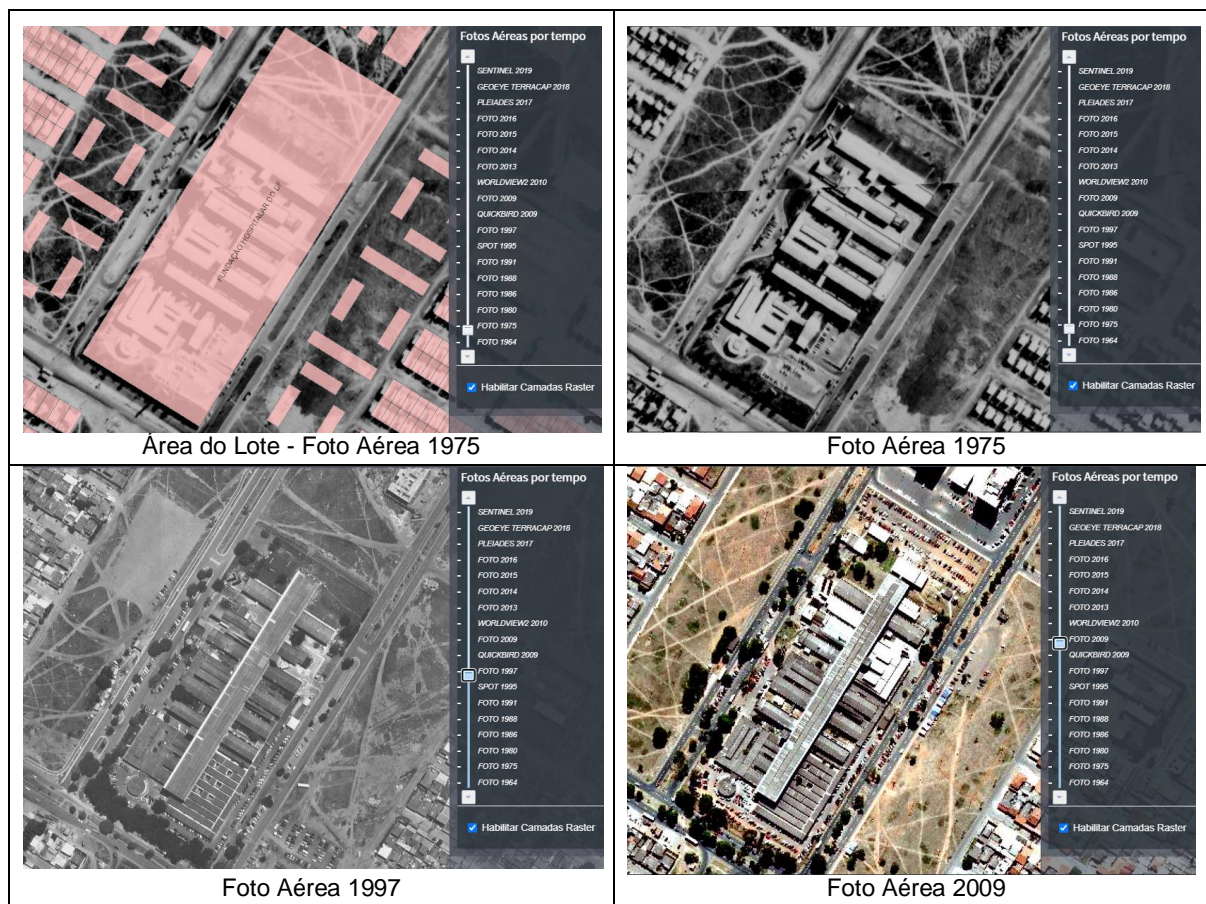 Fotos Aéreas por tempo
SENTINEL 2019
GEOEYE TERRACAP 2018
PLEIADES 2017
FOTO 2016
FOTO 2015
FOTO 2014
FOTO 2013
WORLDVIEW2 2010
FOTO 2009
QUICKBIRD 2009
FOTO 1997
SPOT 1995
FOTO 1991
FOTO 1988
FOTO 1986
FOTO 1980
FOTO 1975
FOTO 1964
Habilitar Camadas Raster
FUNDAÇÃO HOSPITALAR DO DF
Área do Lote - Foto Aérea 1975
Fotos Aéreas por tempo
SENTINEL 2019
GEOEYE TERRACAP 2018
PLEIADES 2017
FOTO 2016
FOTO 2015
FOTO 2014
FOTO 2013
WORLDVIEW2 2010
FOTO 2009
QUICKBIRD 2009
FOTO 1997
SPOT 1995
FOTO 1991
FOTO 1988
FOTO 1986
FOTO 1980
FOTO 1975
FOTO 1964
Habilitar Camadas Raster
Foto Aérea 1975
Fotos Aéreas por tempo
SENTINEL 2019
GEOEYE TERRACAP 2018
PLEIADES 2017
FOTO 2016
FOTO 2015
FOTO 2014
FOTO 2013
WORLDVIEW2 2010
FOTO 2009
QUICKBIRD 2009
FOTO 1997
SPOT 1995
FOTO 1991
FOTO 1988
FOTO 1986
FOTO 1980
FOTO 1975
FOTO 1964
Habilitar Camadas Raster
Foto Aérea 1997
Fotos Aéreas por tempo
SENTINEL 2019
GEOEYE TERRACAP 2018
PLEIADES 2017
FOTO 2016
FOTO 2015
FOTO 2014
FOTO 2013
WORLDVIEW2 2010
FOTO 2009
QUICKBIRD 2009
FOTO 1997
SPOT 1995
FOTO 1991
FOTO 1988
FOTO 1986
FOTO 1980
FOTO 1975
FOTO 1964
Habilitar Camadas Raster
Foto Aérea 2009